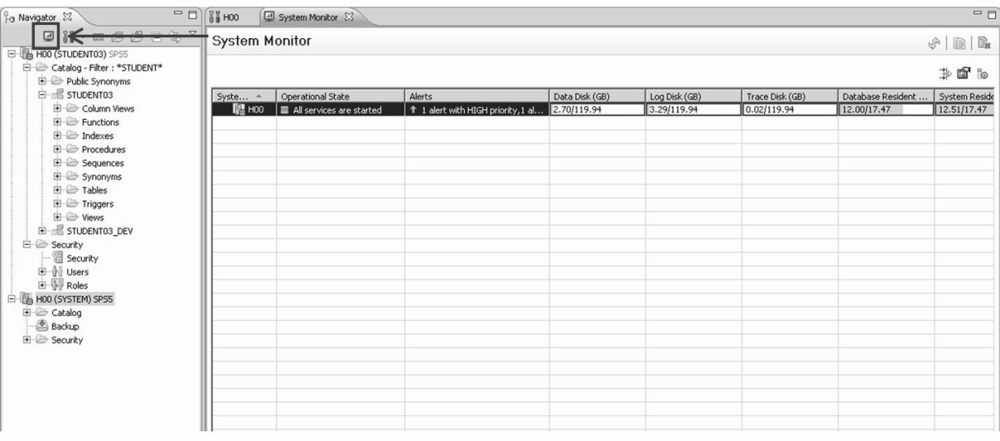 Navigator
H00
System Monitor
System Monitor
H00 (STUDENT03) SPS5
Catalog - Filter : *STUDENT*
Public Synonyms
STUDENT03
Column Views
Functions
Indexes
Procedures
Sequences
Synonyms
Tables
Triggers
Views
STUDENT03_DEV
Security
Security
Users
Roles
H00 (SYSTEM) SPS5
Catalog
Backup
Security
Syste... Operational State Alerts Data Disk (GB) Log Disk (GB) Trace Disk (GB) Database Resident ... System Reside
H00 All services are started 1 alert with HIGH priority,1 al... 2.70/119.94 3.29/119.94 0.02/119.94 12.00/17.47 12.51/17.47